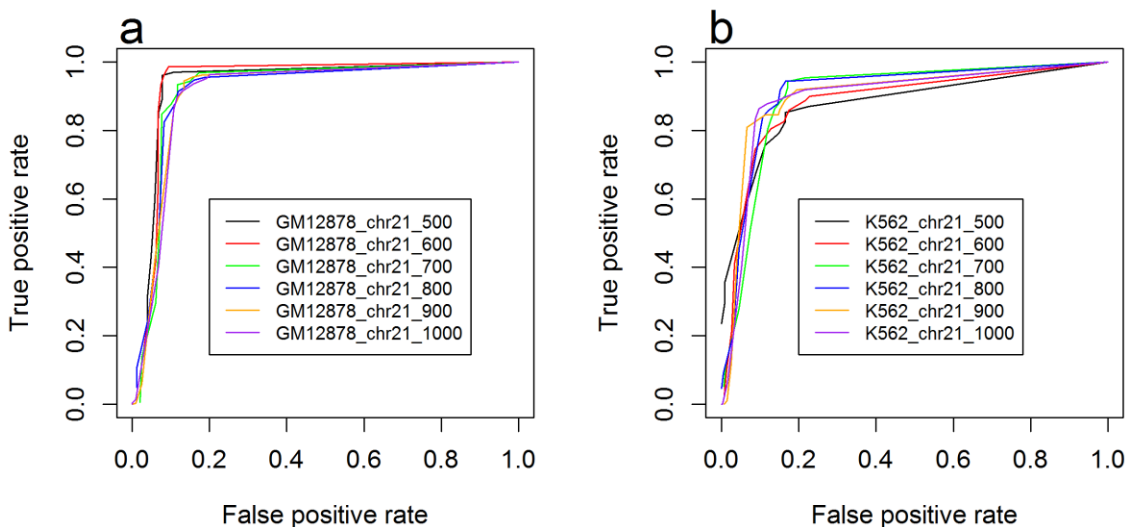 a
True positive rate
0.0 0.2 0.4 0.6 0.8 1.0
GM12878_chr21_500
GM12878_chr21_600
GM12878_chr21_700
GM12878_chr21_800
GM12878_chr21_900
GM12878_chr21_1000
0.0 0.2 0.4 0.6 0.8 1.0
False positive rate
b
True positive rate
0.0 0.2 0.4 0.6 0.8 1.0
K562_chr21_500
K562_chr21_600
K562_chr21_700
K562_chr21_800
K562_chr21_900
K562_chr21_1000
0.0 0.2 0.4 0.6 0.8 1.0
False positive rate